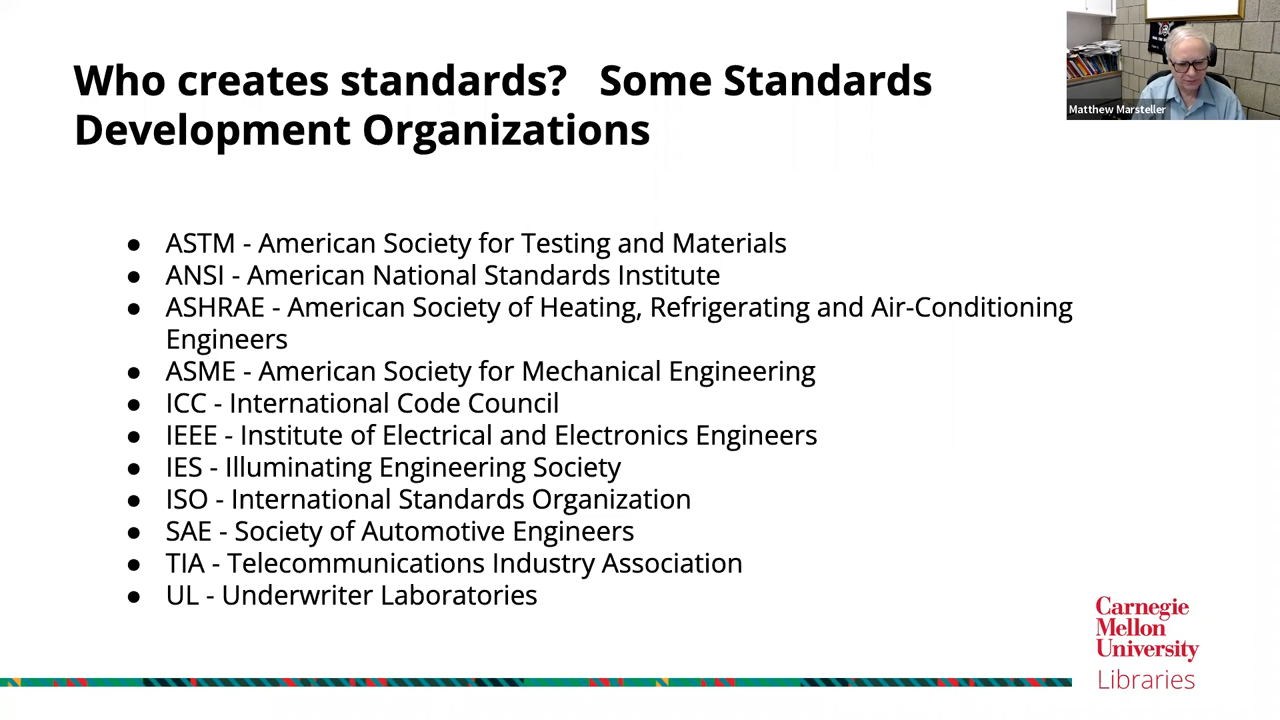 Who creates standards? Some Standards
Development Organizations
Matthew Marsteller
● ASTM - American Society for Testing and Materials
● ANSI - American National Standards Institute
● ASHRAE - American Society of Heating, Refrigerating and Air-Conditioning
Engineers
● ASME - American Society for Mechanical Engineering
● ICC - International Code Council
● IEEE - Institute of Electrical and Electronics Engineers
● IES - Illuminating Engineering Society
● ISO - International Standards Organization
● SAE - Society of Automotive Engineers
● TIA - Telecommunications Industry Association
● UL - Underwriter Laboratories
Carnegie
Mellon
University
Libraries